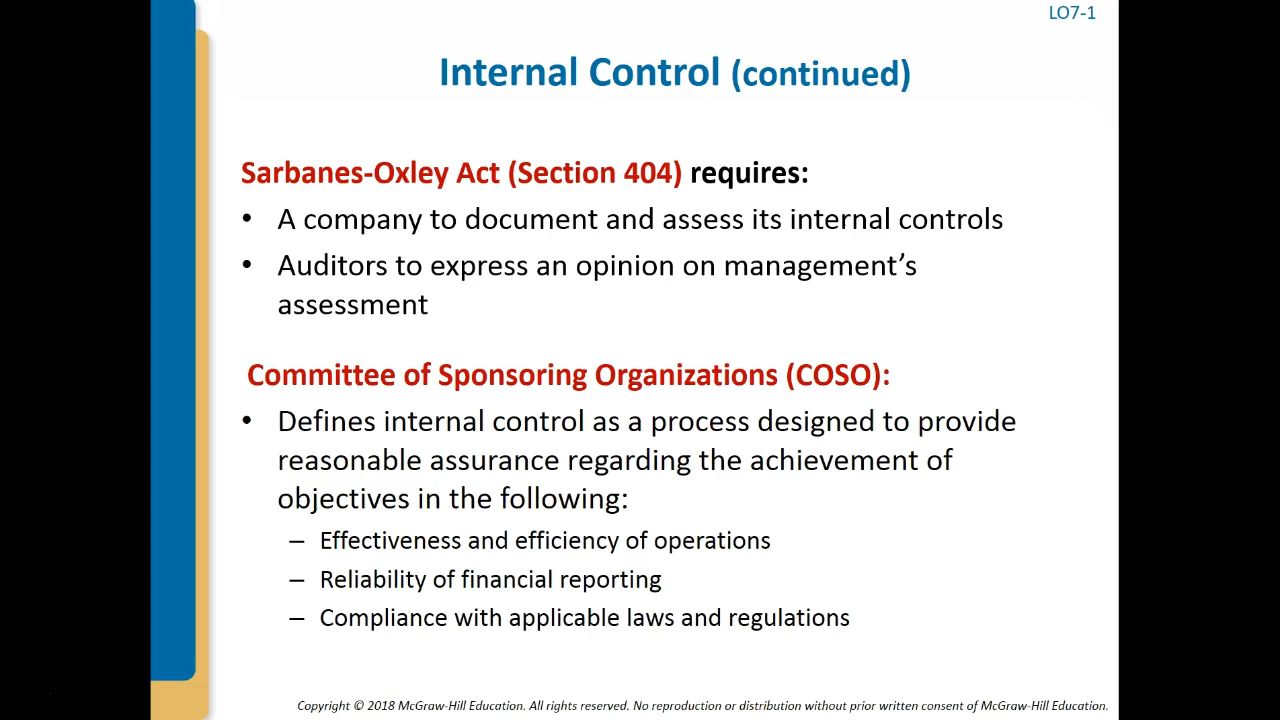 LO7-1
Internal Control (continued)
Sarbanes-Oxley Act (Section 404) requires:
• A company to document and assess its internal controls
• Auditors to express an opinion on management’s
assessment
Committee of Sponsoring Organizations (COSO):
• Defines internal control as a process designed to provide
reasonable assurance regarding the achievement of
objectives in the following:
– Effectiveness and efficiency of operations
– Reliability of financial reporting
– Compliance with applicable laws and regulations
Copyright © 2018 McGraw-Hill Education. All rights reserved. No reproduction or distribution without prior written consent of McGraw-Hill Education.